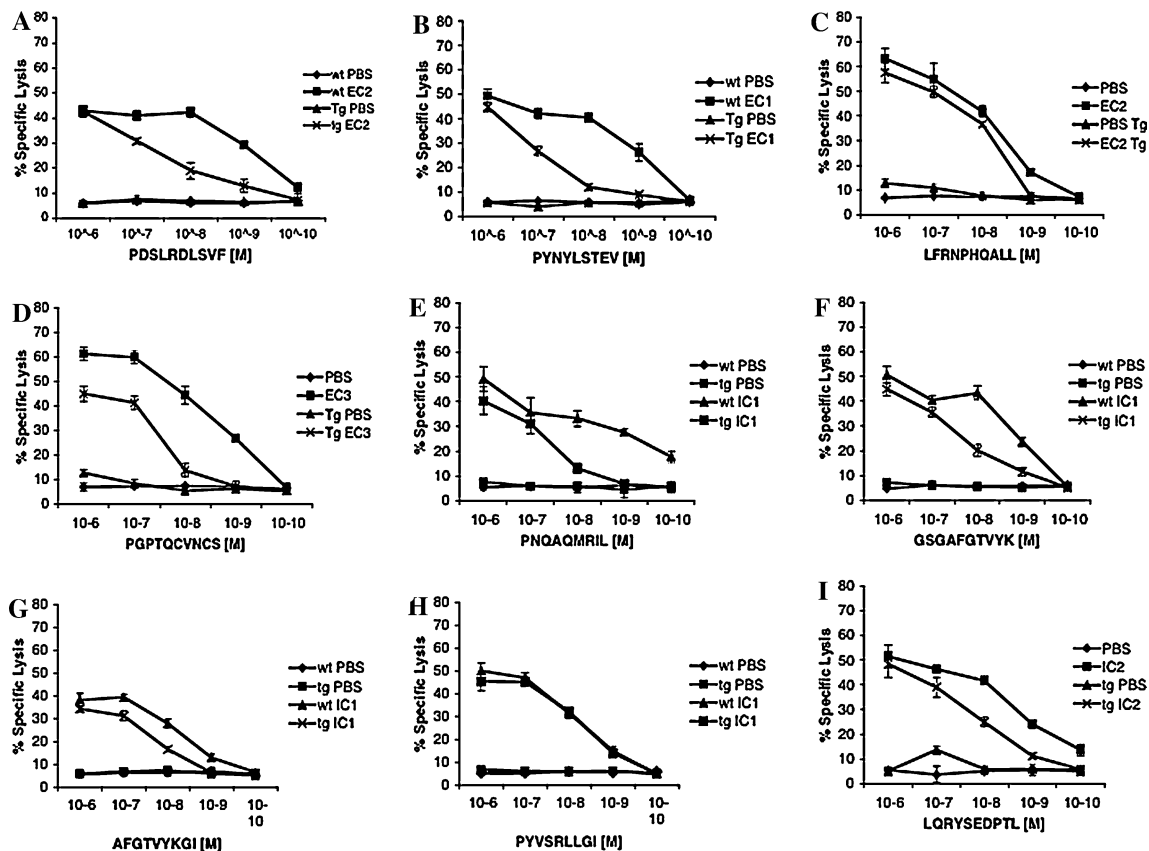 A
80
70
60
50
40
30
20
10
0
% Specific Lysis
10^-6 10^-7 10^-8 10^-9 10^-10
PDSLRDLSVF [M]
wt PBS
wt EC2
Tg PBS
tg EC2
B
80
70
60
50
40
30
20
10
0
% Specific Lysis
10^-6 10^-7 10^-8 10^-9 10^-10
PYNYLSTEV [M]
wt PBS
wt EC1
Tg PBS
Tg EC1
C
80
70
60
50
40
30
20
10
0
% Specific Lysis
10-6 10-7 10-8 10-9 10-10
LFRNPHQALL [M]
PBS
EC2
PBS Tg
EC2 Tg
D
80
70
60
50
40
30
20
10
0
% Specific Lysis
10-6 10-7 10-8 10-9 10-10
PGPTQCVNCS [M]
PBS
EC3
Tg PBS
Tg EC3
E
80
70
60
50
40
30
20
10
0
% Specific Lysis
10-6 10-7 10-8 10-9 10-10
PNQAQMRIL [M]
wt PBS
tg PBS
wt IC1
tg IC1
F
80
70
60
50
40
30
20
10
0
% Specific Lysis
10-6 10-7 10-8 10-9 10-10
GSGAFGTVYK [M]
wt PBS
tg PBS
wt IC1
tg IC1
G
80
70
60
50
40
30
20
10
0
% Specific Lysis
10-6 10-7 10-8 10-9 10-
10
AFGTVYKGI [M]
wt PBS
tg PBS
wt IC1
tg IC1
H
80
70
60
50
40
30
20
10
0
% Specific Lysis
10-6 10-7 10-8 10-9 10-
10
PYVSRLLGI [M]
wt PBS
tg PBS
wt IC1
tg IC1
I
80
70
60
50
40
30
20
10
0
% Specific Lysis
10-6 10-7 10-8 10-9 10-10
LQRYSEDPTL [M]
PBS
IC2
tg PBS
tg IC2